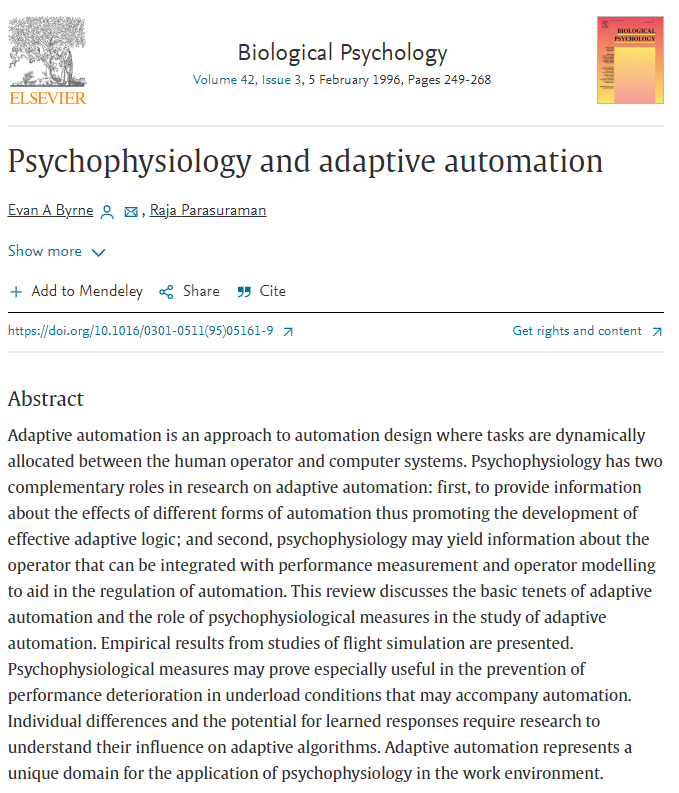 ELSEVIER
Biological Psychology
Volume 42, Issue 3, 5 February 1996, Pages 249-268
BIOLOGICAL
PSYCHOLOGY
Psychophysiology and adaptive automation
Evan A Byrne , Raja Parasuraman
Show more
Add to Mendeley Share Cite
https://doi.org/10.1016/0301-0511(95)05161-9 Get rights and content
Abstract
Adaptive automation is an approach to automation design where tasks are dynamically
allocated between the human operator and computer systems. Psychophysiology has two
complementary roles in research on adaptive automation: first, to provide information
about the effects of different forms of automation thus promoting the development of
effective adaptive logic; and second, psychophysiology may yield information about the
operator that can be integrated with performance measurement and operator modelling
to aid in the regulation of automation. This review discusses the basic tenets of adaptive
automation and the role of psychophysiological measures in the study of adaptive
automation. Empirical results from studies of flight simulation are presented.
Psychophysiological measures may prove especially useful in the prevention of
performance deterioration in underload conditions that may accompany automation.
Individual differences and the potential for learned responses require research to
understand their influence on adaptive algorithms. Adaptive automation represents a
unique domain for the application of psychophysiology in the work environment.